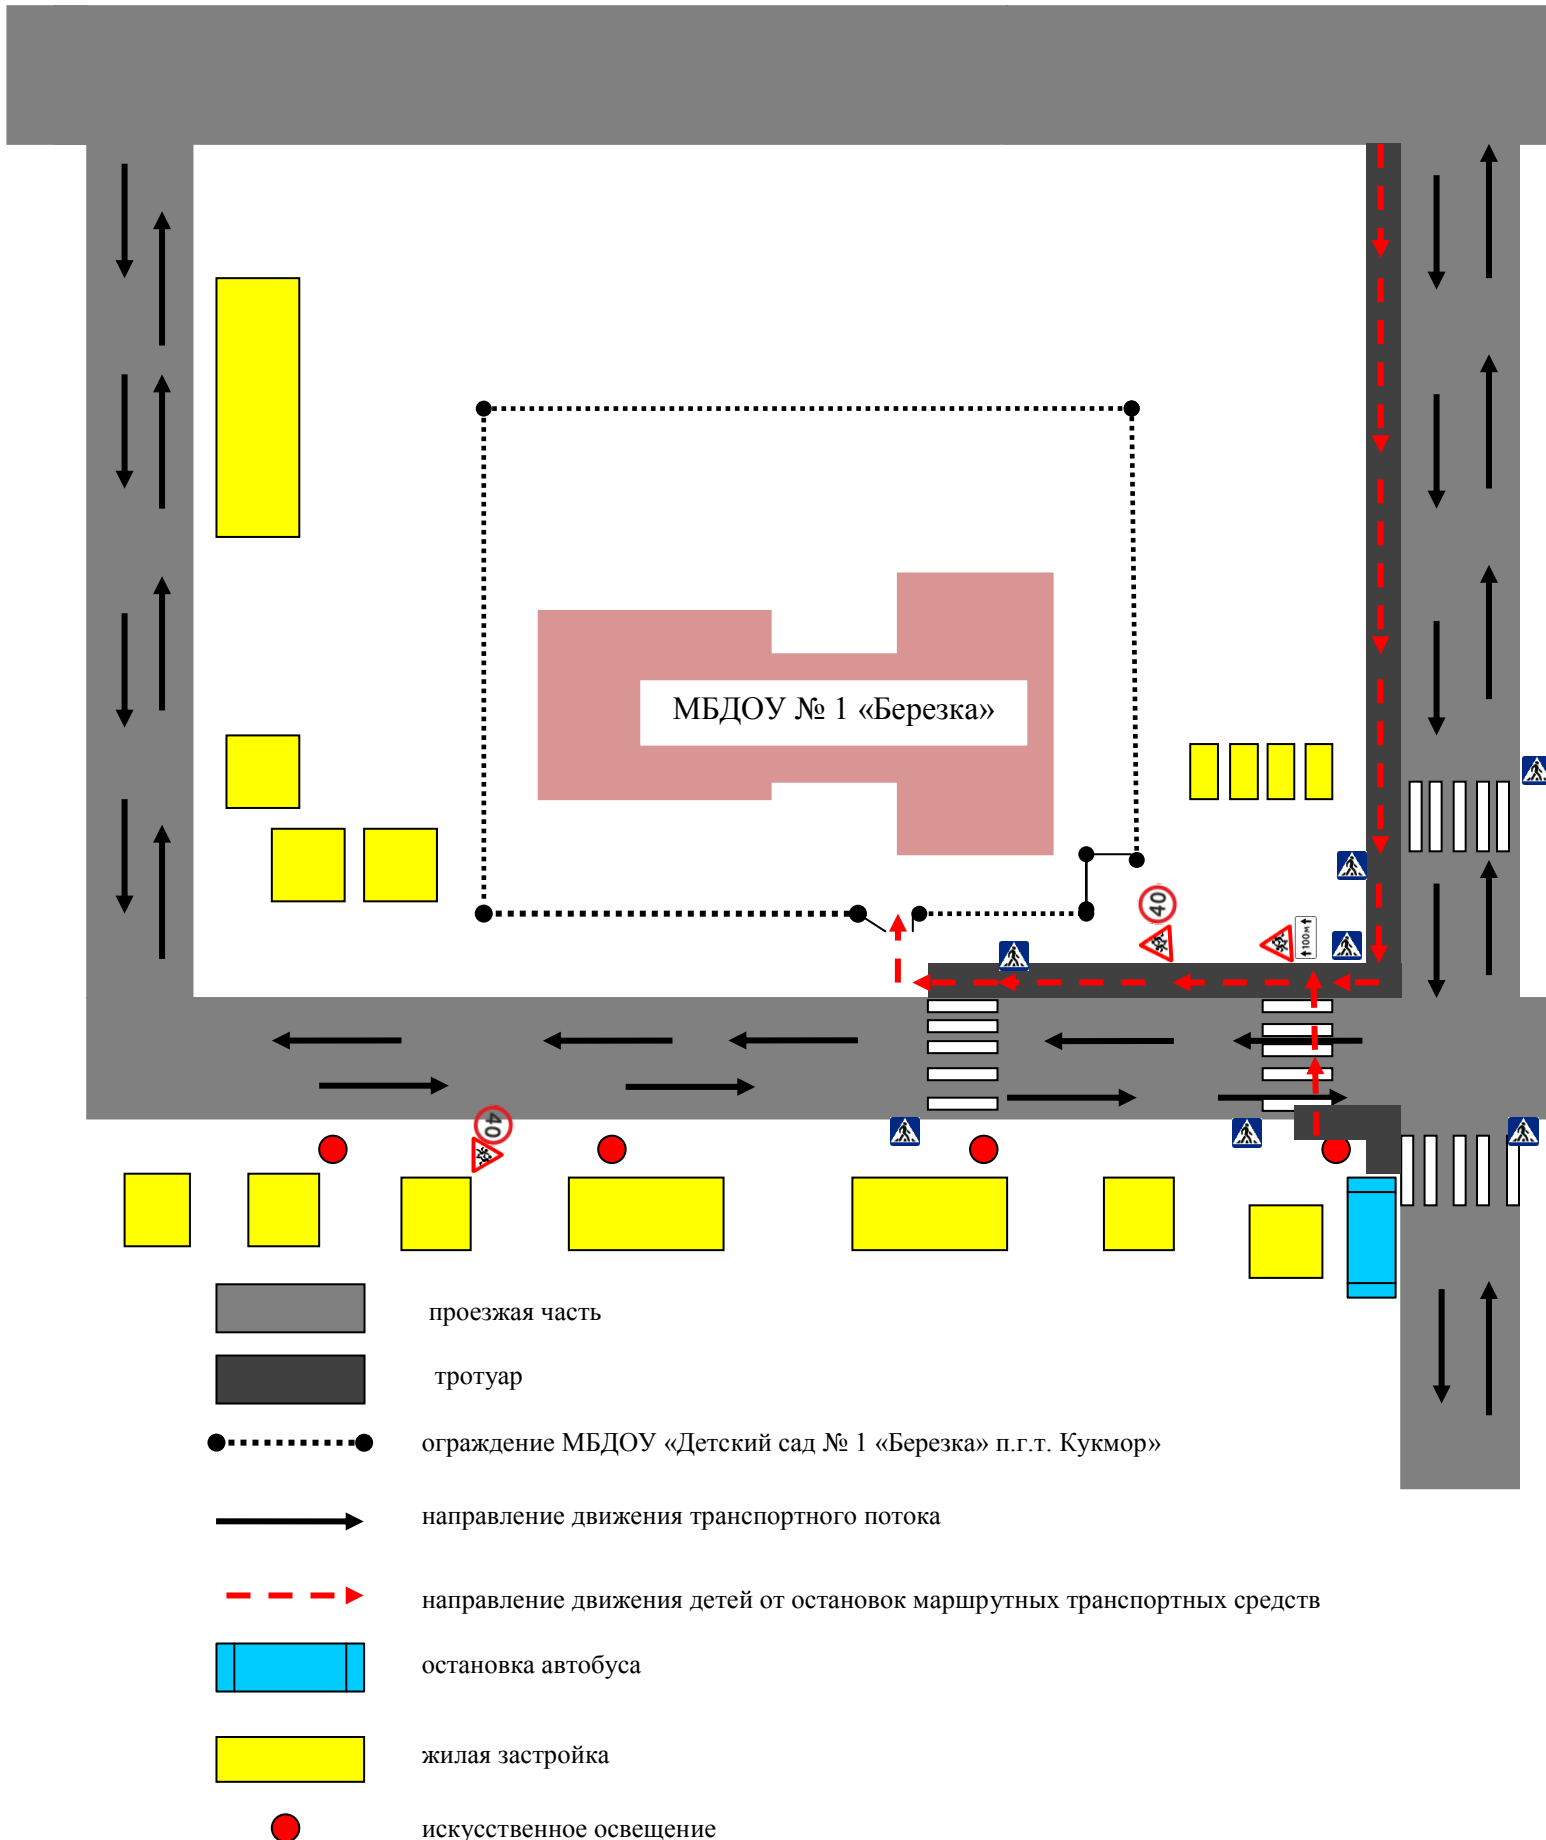 МБДОУ № 1 «Березка»
40
↑100м↑
40
проезжая часть
тротуар
ограждение МБДОУ «Детский сад № 1 «Березка» п.г.т. Кукмор»
направление движения транспортного потока
направление движения детей от остановок маршрутных транспортных средств
остановка автобуса
жилая застройка
искусственное освещение